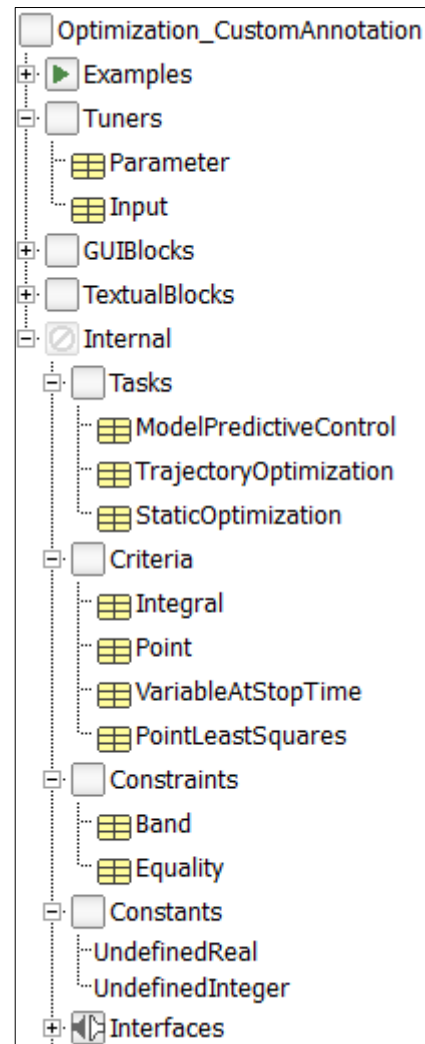 Optimization_CustomAnnotation
Examples
Tuners
Parameter
Input
GUIBlocks
TextualBlocks
Internal
Tasks
ModelPredictiveControl
TrajectoryOptimization
StaticOptimization
Criteria
Integral
Point
VariableAtStopTime
PointLeastSquares
Constraints
Band
Equality
Constants
UndefinedReal
UndefinedInteger
Interfaces